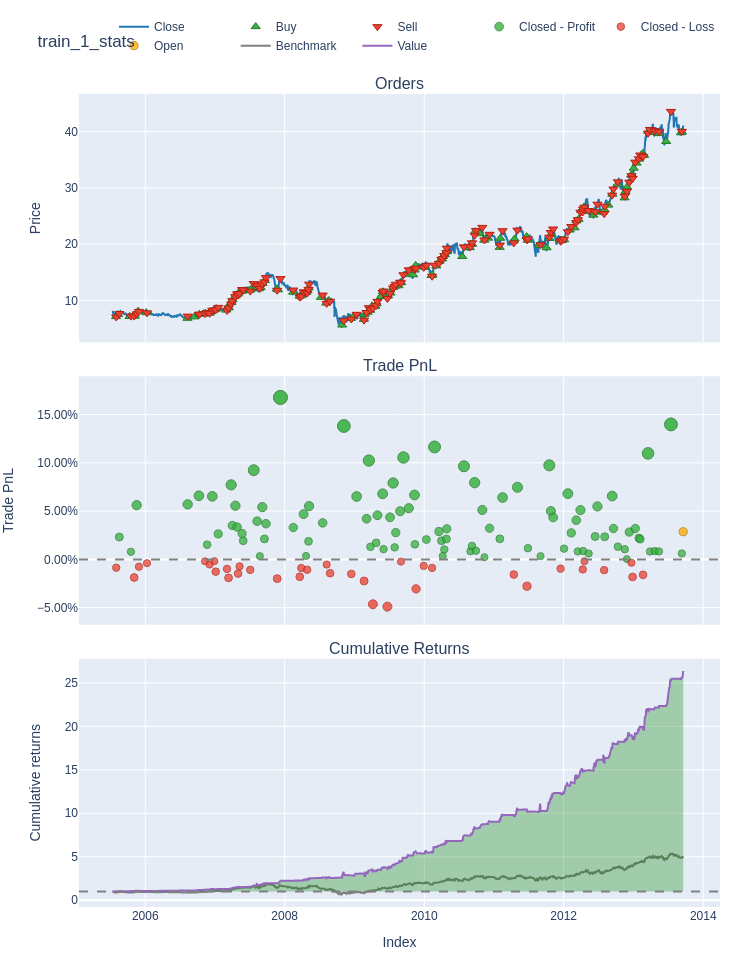 Close Buy Sell Closed - Profit Closed - Loss
train_1_stats
Open Benchmark Value
Orders
40
30
20
10
Price
Trade PnL
15.00%
10.00%
5.00%
0.00%
−5.00%
Trade PnL
Cumulative Returns
25
20
15
10
5
0
Cumulative returns
2006 2008 2010 2012 2014
Index